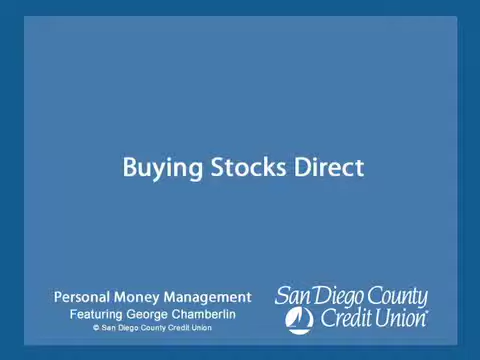 Buying Stocks Direct
Personal Money Management
Featuring George Chamberlin
© San Diego County Credit Union
San Diego County
Credit Union®